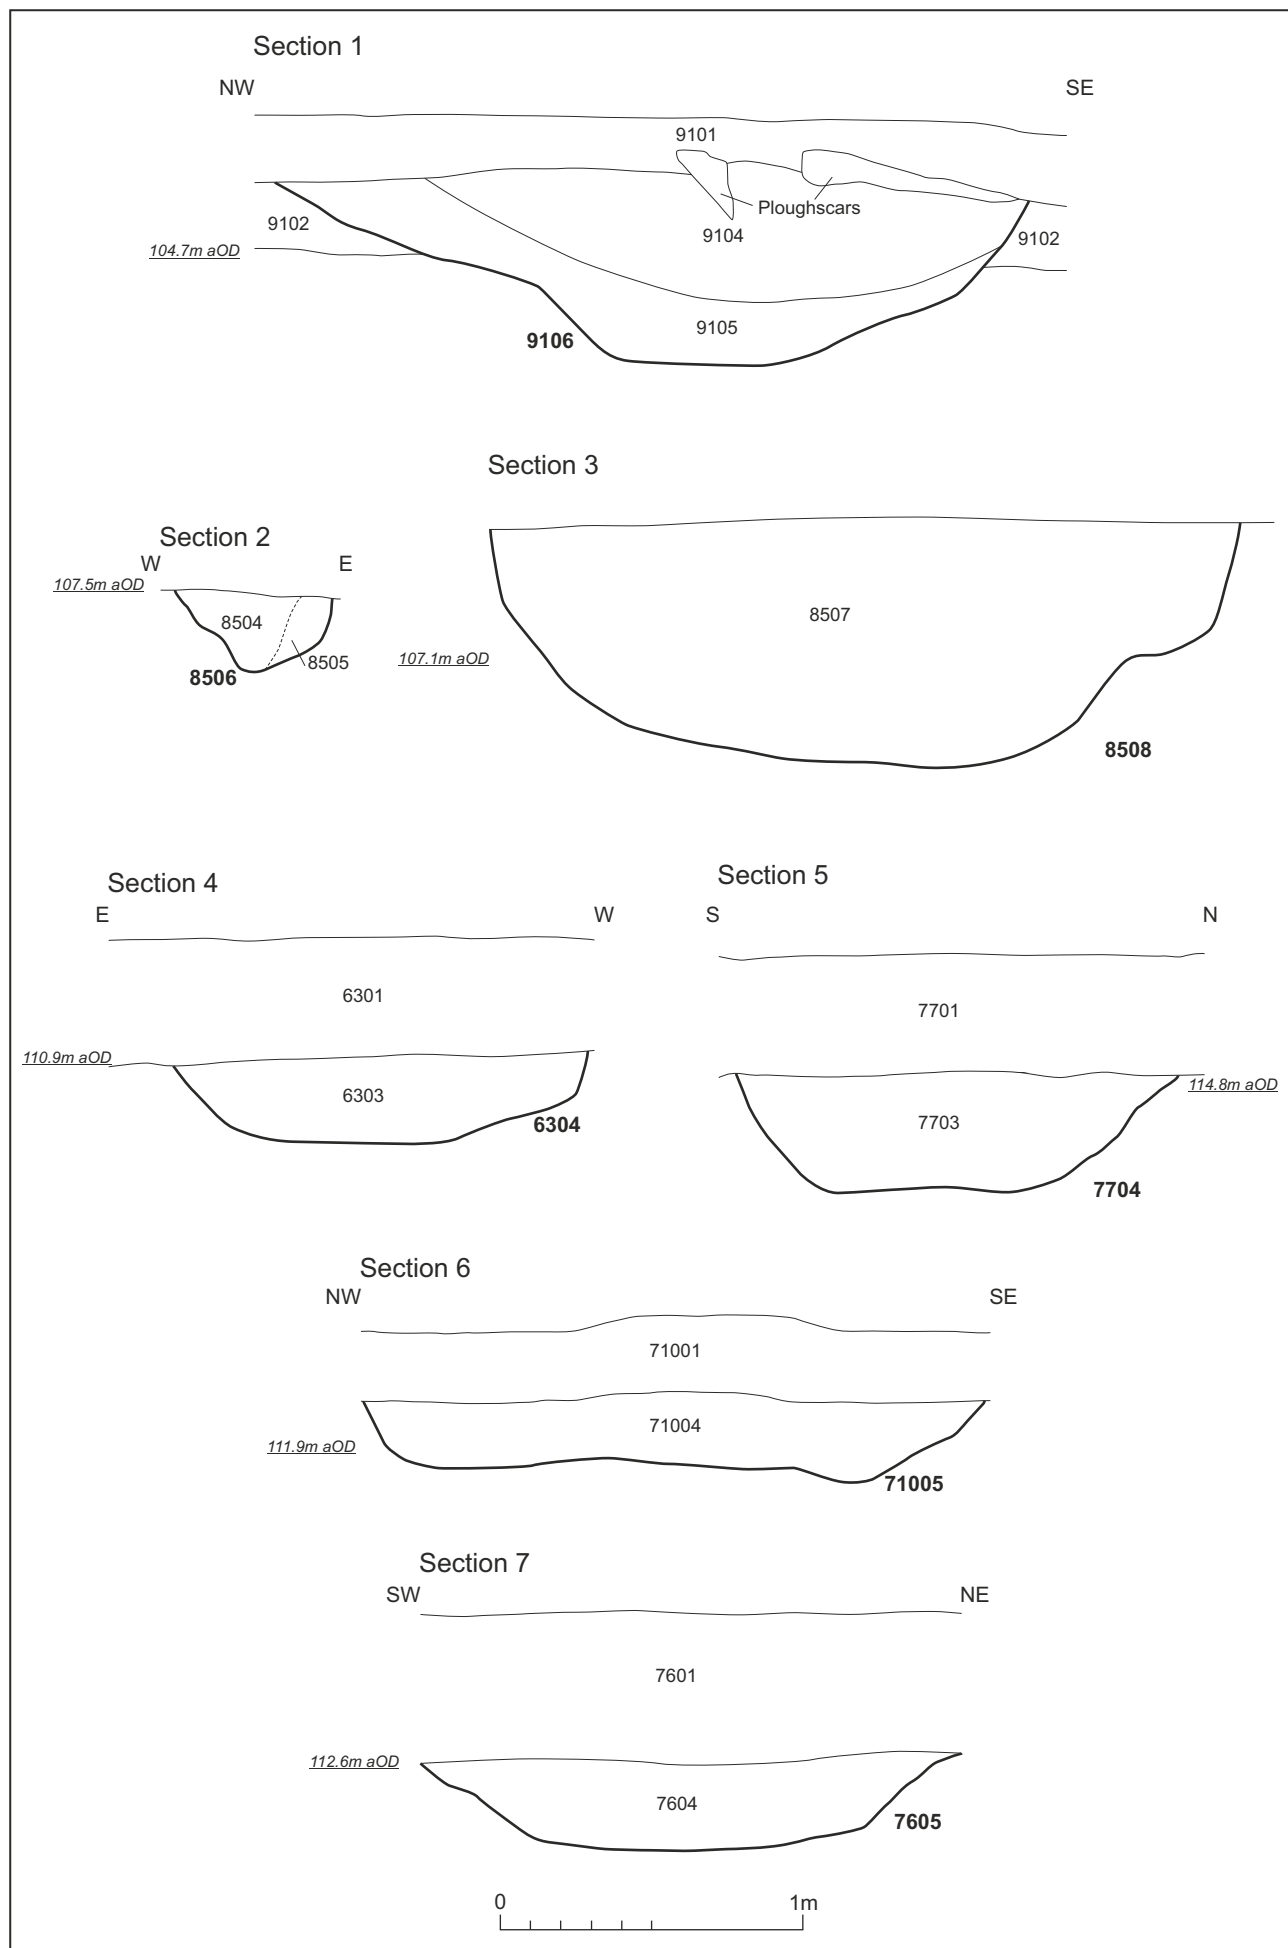 Section 1
NW SE
9101
Ploughscars
9102
9104
9102
104.7m aOD
9105
9106
Section 3
Section 2
W E
107.5m aOD
8504
8507
8505
107.1m aOD
8506
8508
Section 4
Section 5
E W
S N
6301
7701
110.9m aOD
114.8m aOD
6303
7703
6304
7704
Section 6
NW SE
71001
71004
111.9m aOD
71005
Section 7
SW NE
7601
112.6m aOD
7604
7605
0 1m